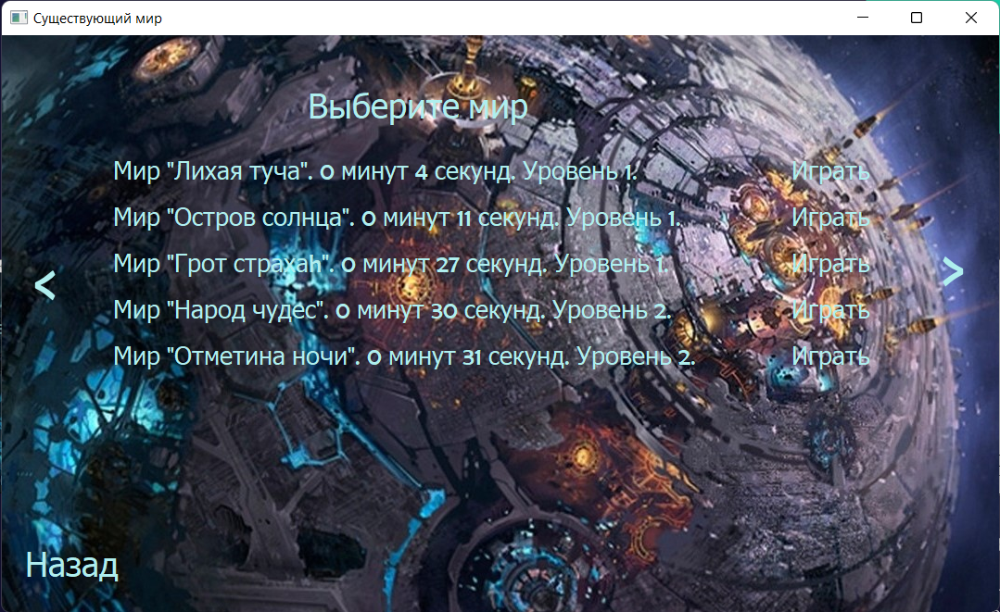 Существующий мир
Выберите мир
Мир "Лихая туча". 0 минут 4 секунд. Уровень 1. Играть
Мир "Остров солнца". 0 минут 11 секунд. Уровень 1. Играть
Мир "Грот страхаh". 0 минут 27 секунд. Уровень 1. Играть
Мир "Народ чудес". 0 минут 30 секунд. Уровень 2. Играть
Мир "Отметина ночи". 0 минут 31 секунд. Уровень 2. Играть
< >
Назад